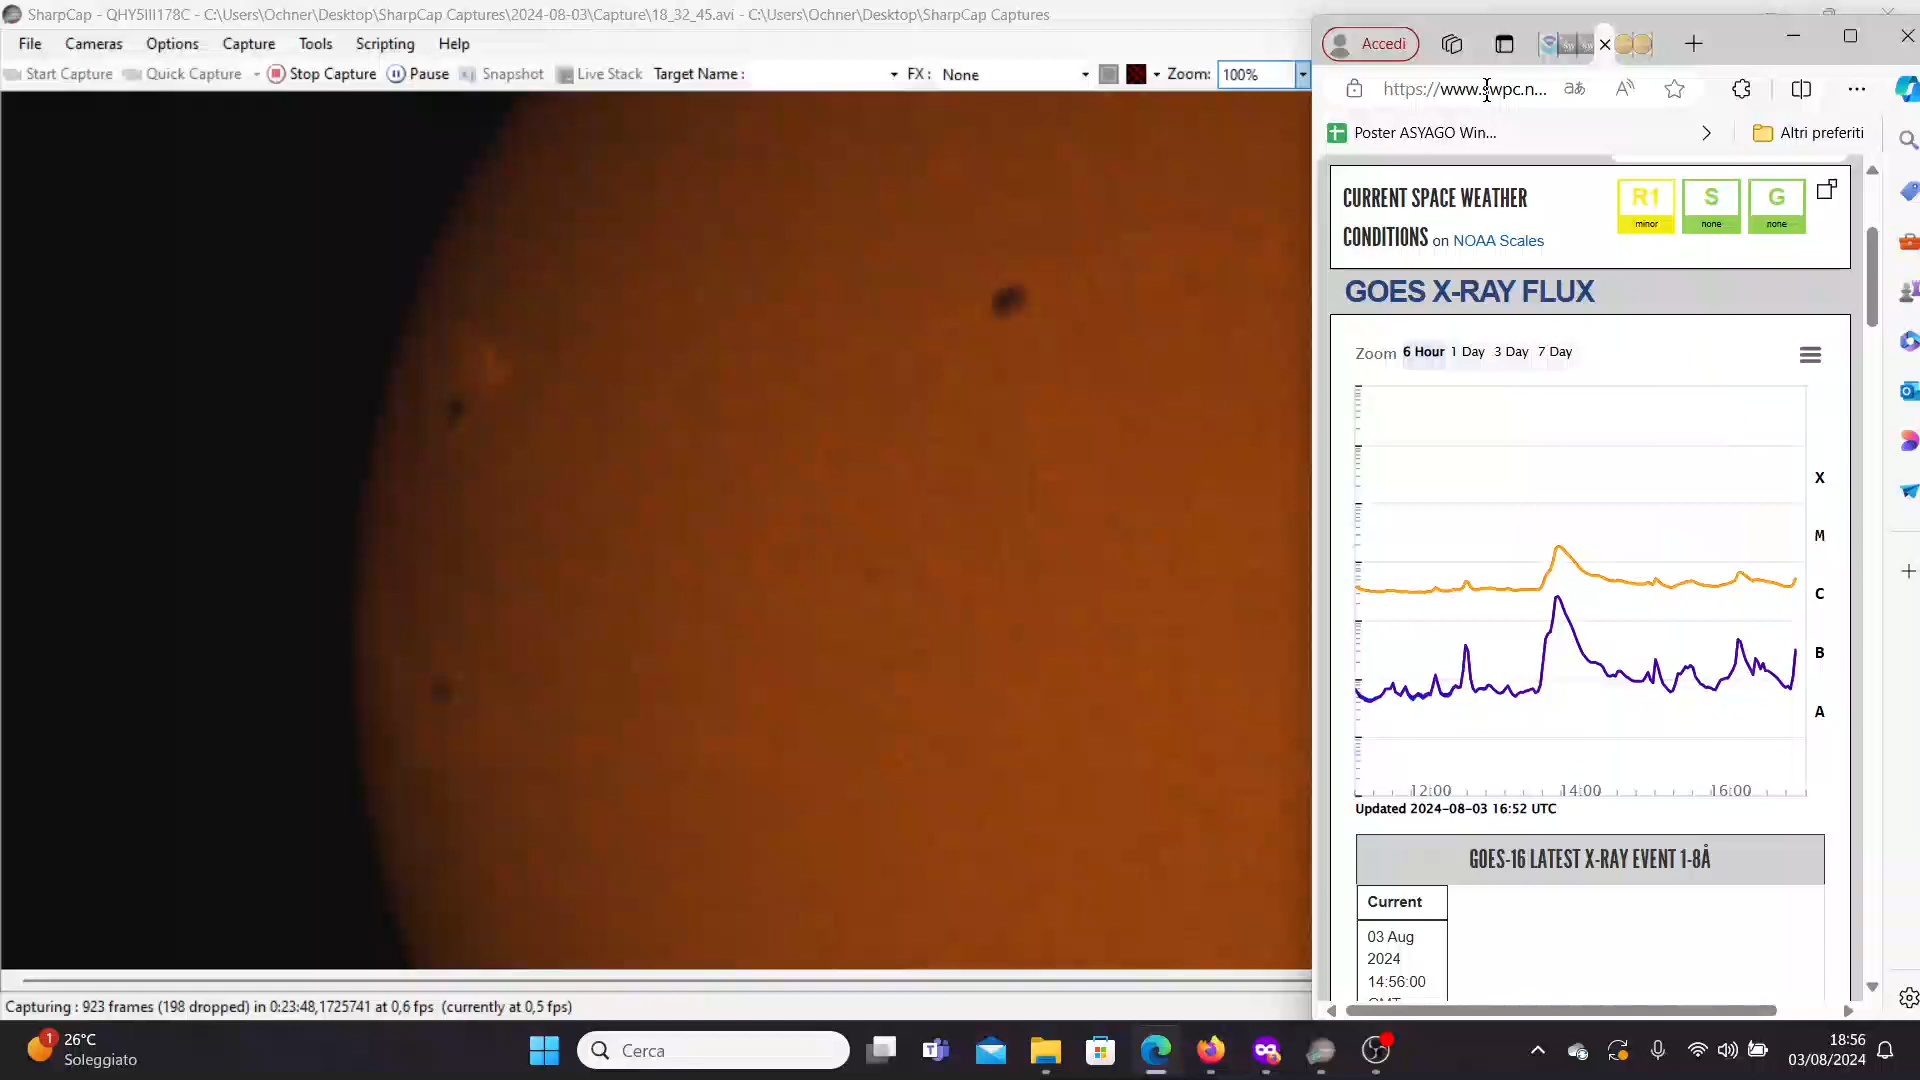 SharpCap - QHY5III178C - C:\Users\Ochner\Desktop\SharpCap Captures\2024-08-03\Capture\18_32_45.avi - C:\Users\Ochner\Desktop\SharpCap Captures
File Cameras Options Capture Tools Scripting Help
Start Capture Quick Capture Stop Capture Pause Snapshot Live Stack Target Name : FX : None Zoom: 100%
Accedi
https://www.swpc.n...
Poster ASYAGO Win...
Altri preferiti
CURRENT SPACE WEATHER
CONDITIONS on NOAA Scales
R1 S G
minor none none
GOES X-RAY FLUX
Zoom 6 Hour 1 Day 3 Day 7 Day
X
M
C
B
A
12:00 14:00 16:00
Updated 2024-08-03 16:52 UTC
GOES-16 LATEST X-RAY EVENT 1-8Å
Current
03 Aug
2024
14:56:00
GMT
Capturing : 923 frames (198 dropped) in 0:23:48,1725741 at 0,6 fps (currently at 0,5 fps)
1
26°C
Soleggiato
Cerca
18:56
03/08/2024